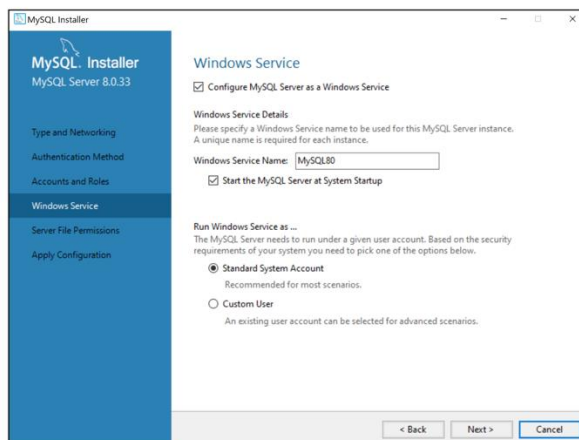 MySQL Installer
MySQL. Installer
MySQL Server 8.0.33
Type and Networking
Authentication Method
Accounts and Roles
Windows Service
Server File Permissions
Apply Configuration
Windows Service
Configure MySQL Server as a Windows Service
Windows Service Details
Please specify a Windows Service name to be used for this MySQL Server instance.
A unique name is required for each instance.
Windows Service Name: MySQL80
Start the MySQL Server at System Startup
Run Windows Service as ...
The MySQL Server needs to run under a given user account. Based on the security
requirements of your system you need to pick one of the options below.
Standard System Account
Recommended for most scenarios.
Custom User
An existing user account can be selected for advanced scenarios.
< Back Next > Cancel